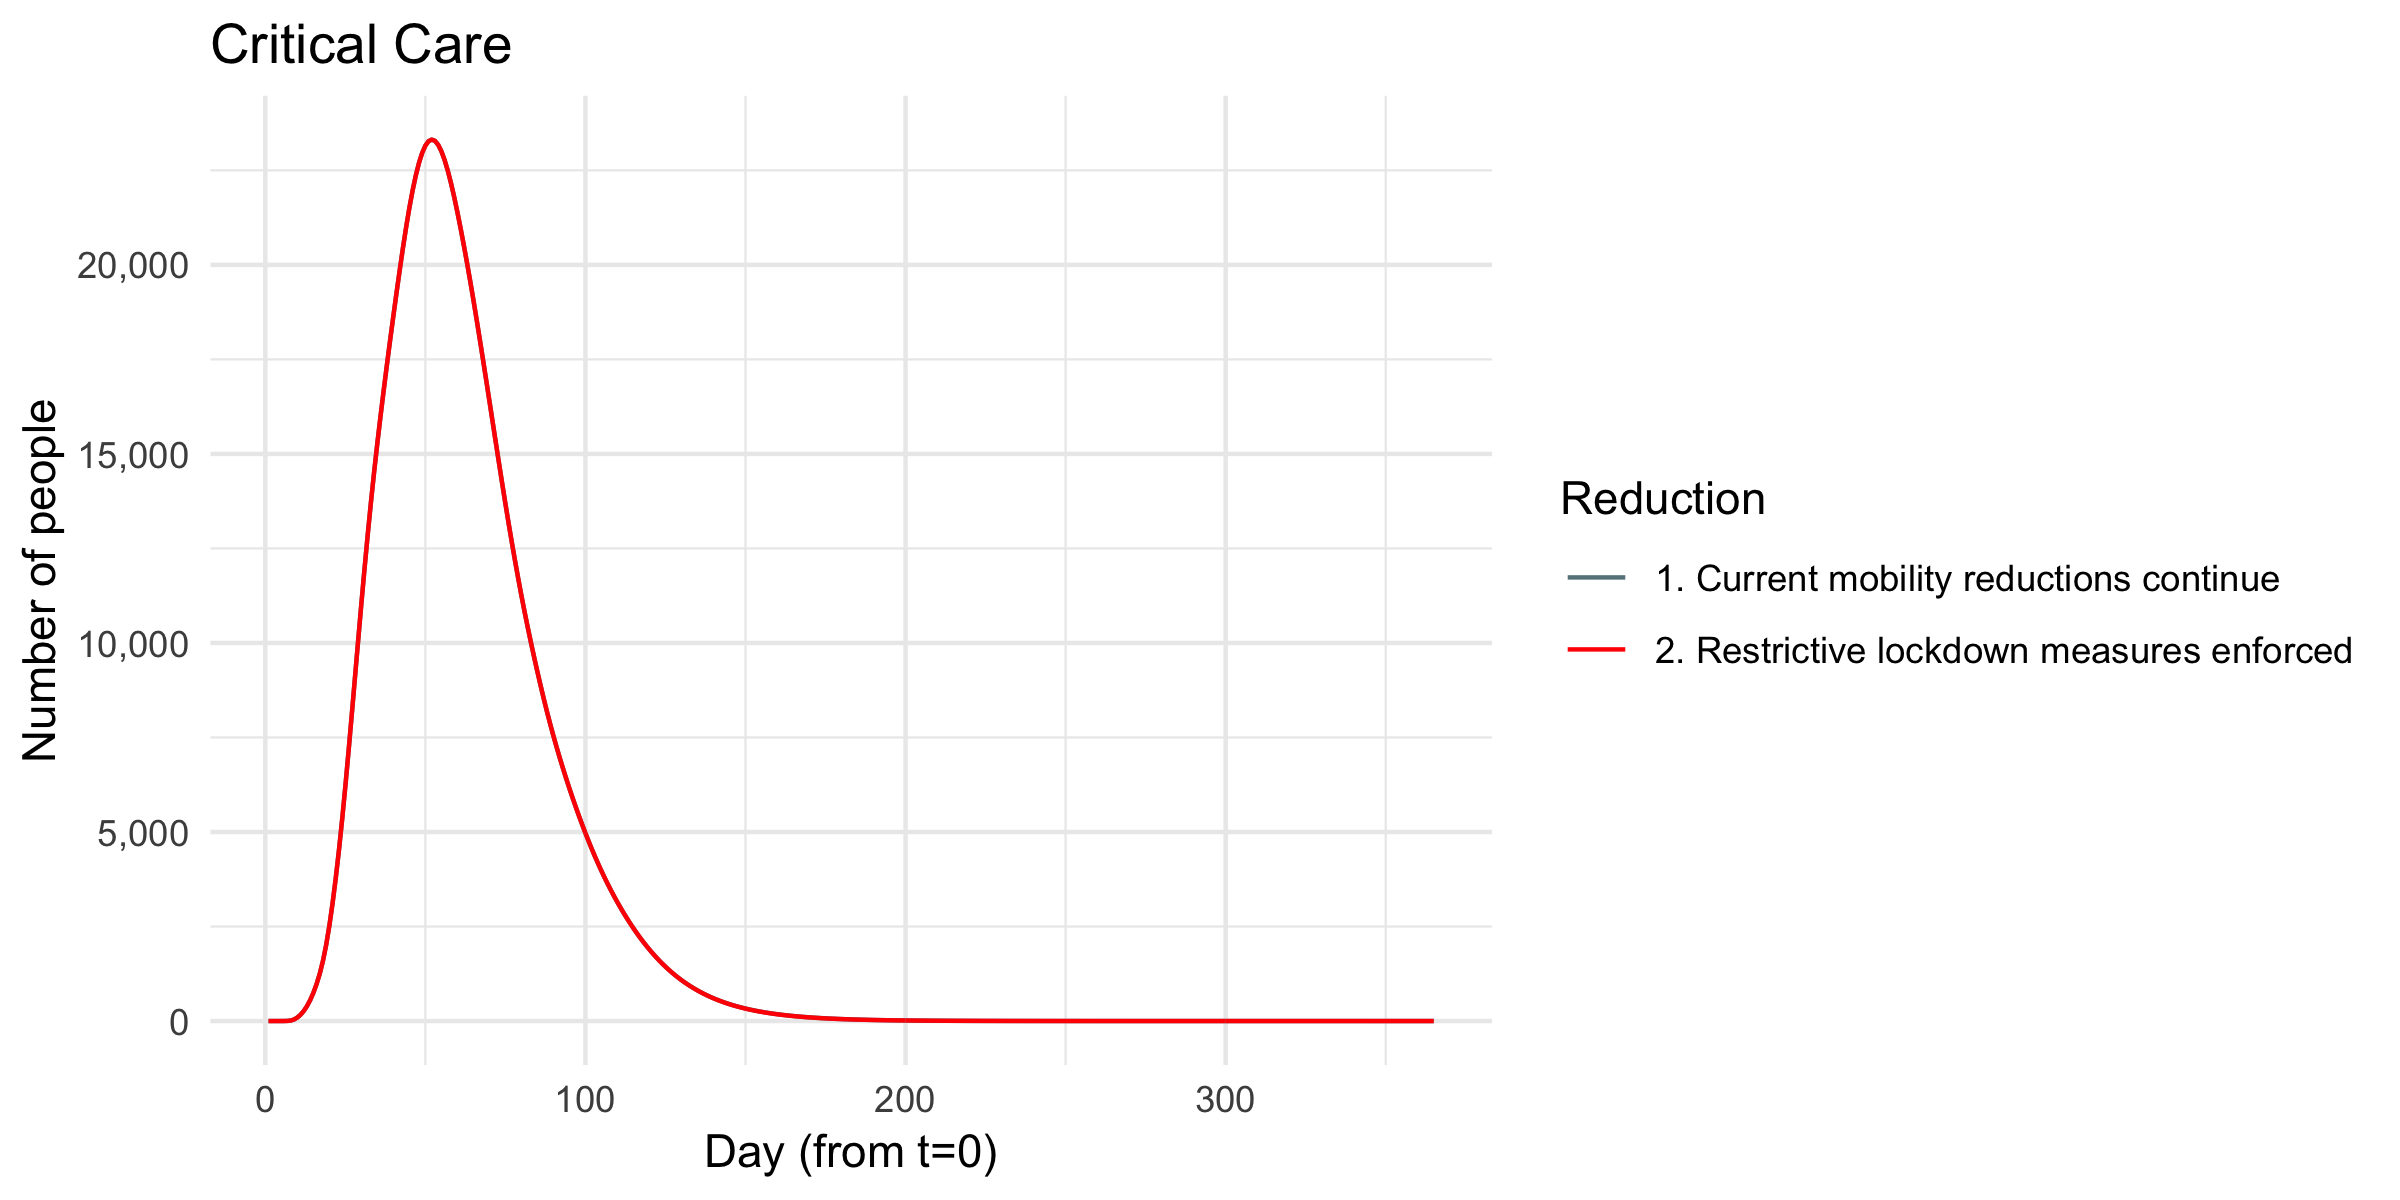 Critical Care
Number of people
20,000
15,000
10,000
5,000
0
0
100
200
300
Day (from t=0)
Reduction
1. Current mobility reductions continue
2. Restrictive lockdown measures enforced